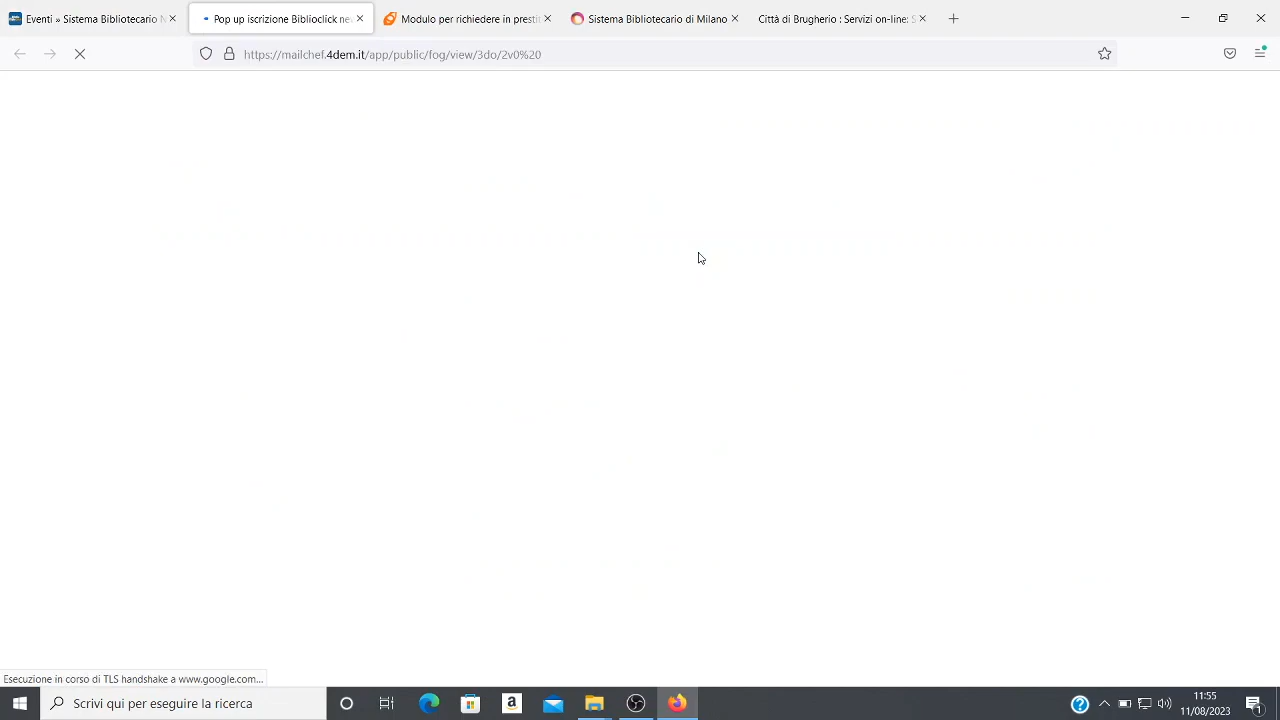 Eventi » Sistema Bibliotecario N
Pop up iscrizione Biblioclick ne
Modulo per richiedere in prestit
Sistema Bibliotecario di Milano
Città di Brugherio : Servizi on-line: S
https://mailchef.4dem.it/app/public/fog/view/3do/2v0%20
Esecuzione in corso di TLS handshake a www.google.com...
Scrivi qui per eseguire la ricerca
11:55
11/08/2023